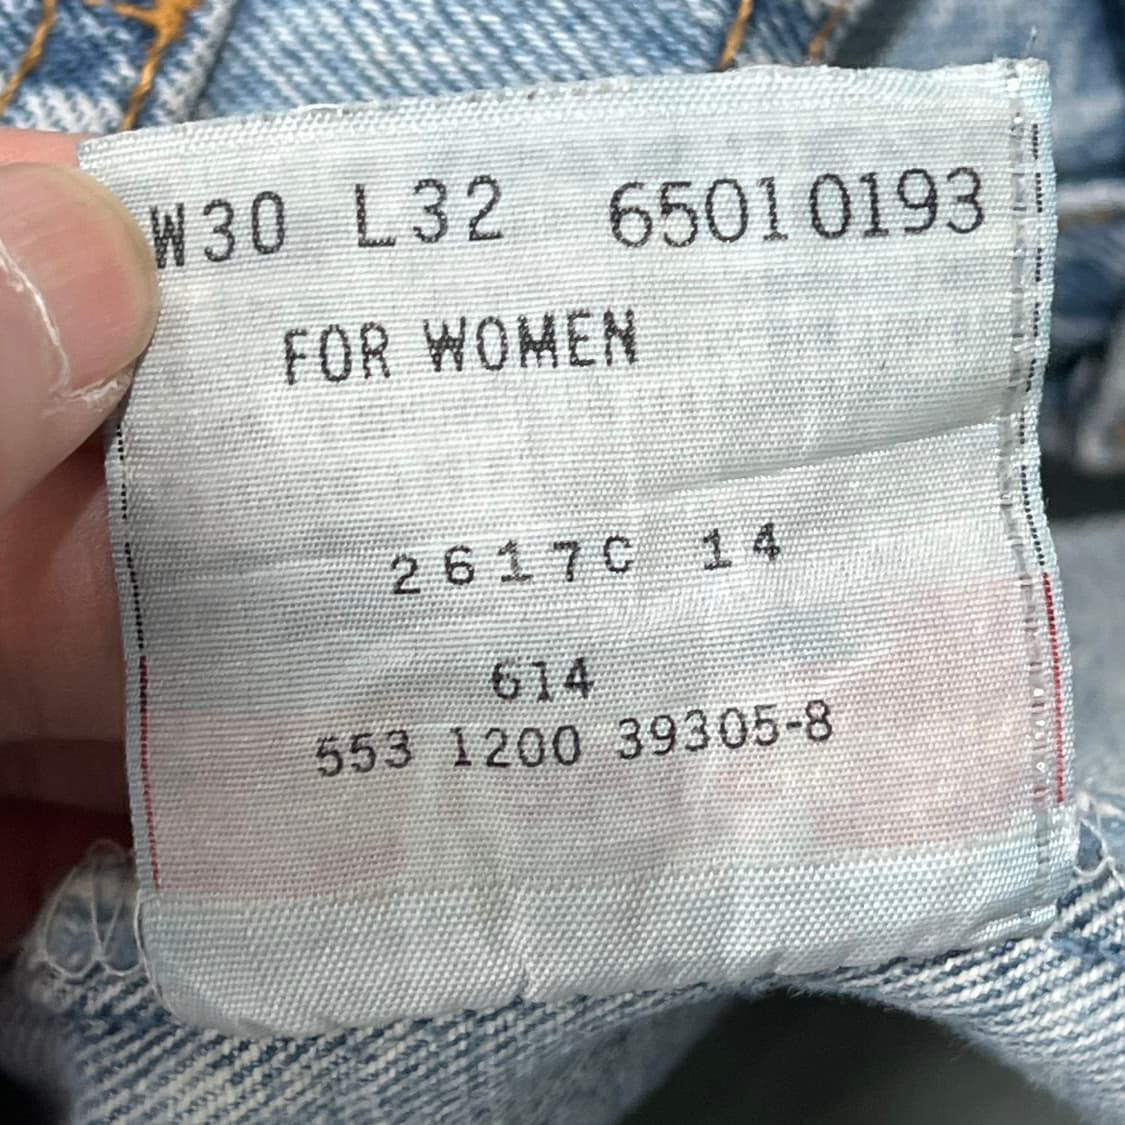 W30 L32 65010193
FOR WOMEN
2617C 14
614
553 1200 39305-8